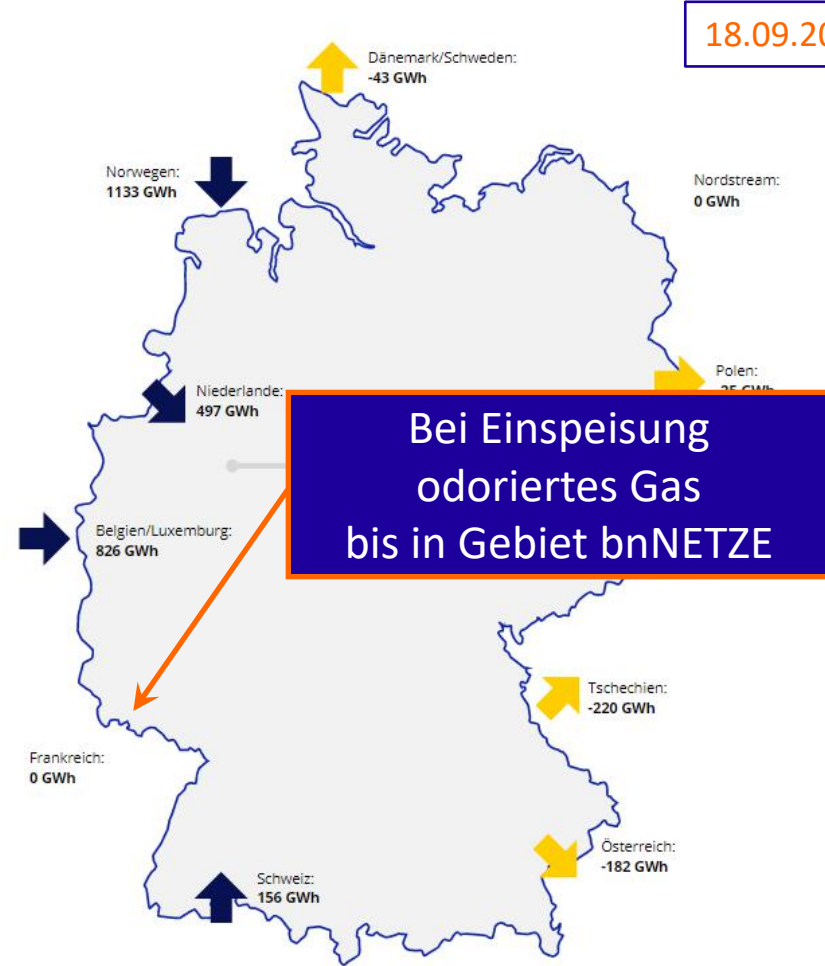 18.09.20
Dänemark/Schweden:
-43 GWh
Norwegen:
1133 GWh
Nordstream:
0 GWh
Polen:
-25 GWh
Niederlande:
497 GWh
Bei Einspeisung
odoriertes Gas
bis in Gebiet bnNETZE
Belgien/Luxemburg:
826 GWh
Tschechien:
-220 GWh
Frankreich:
0 GWh
Österreich:
-182 GWh
Schweiz:
156 GWh